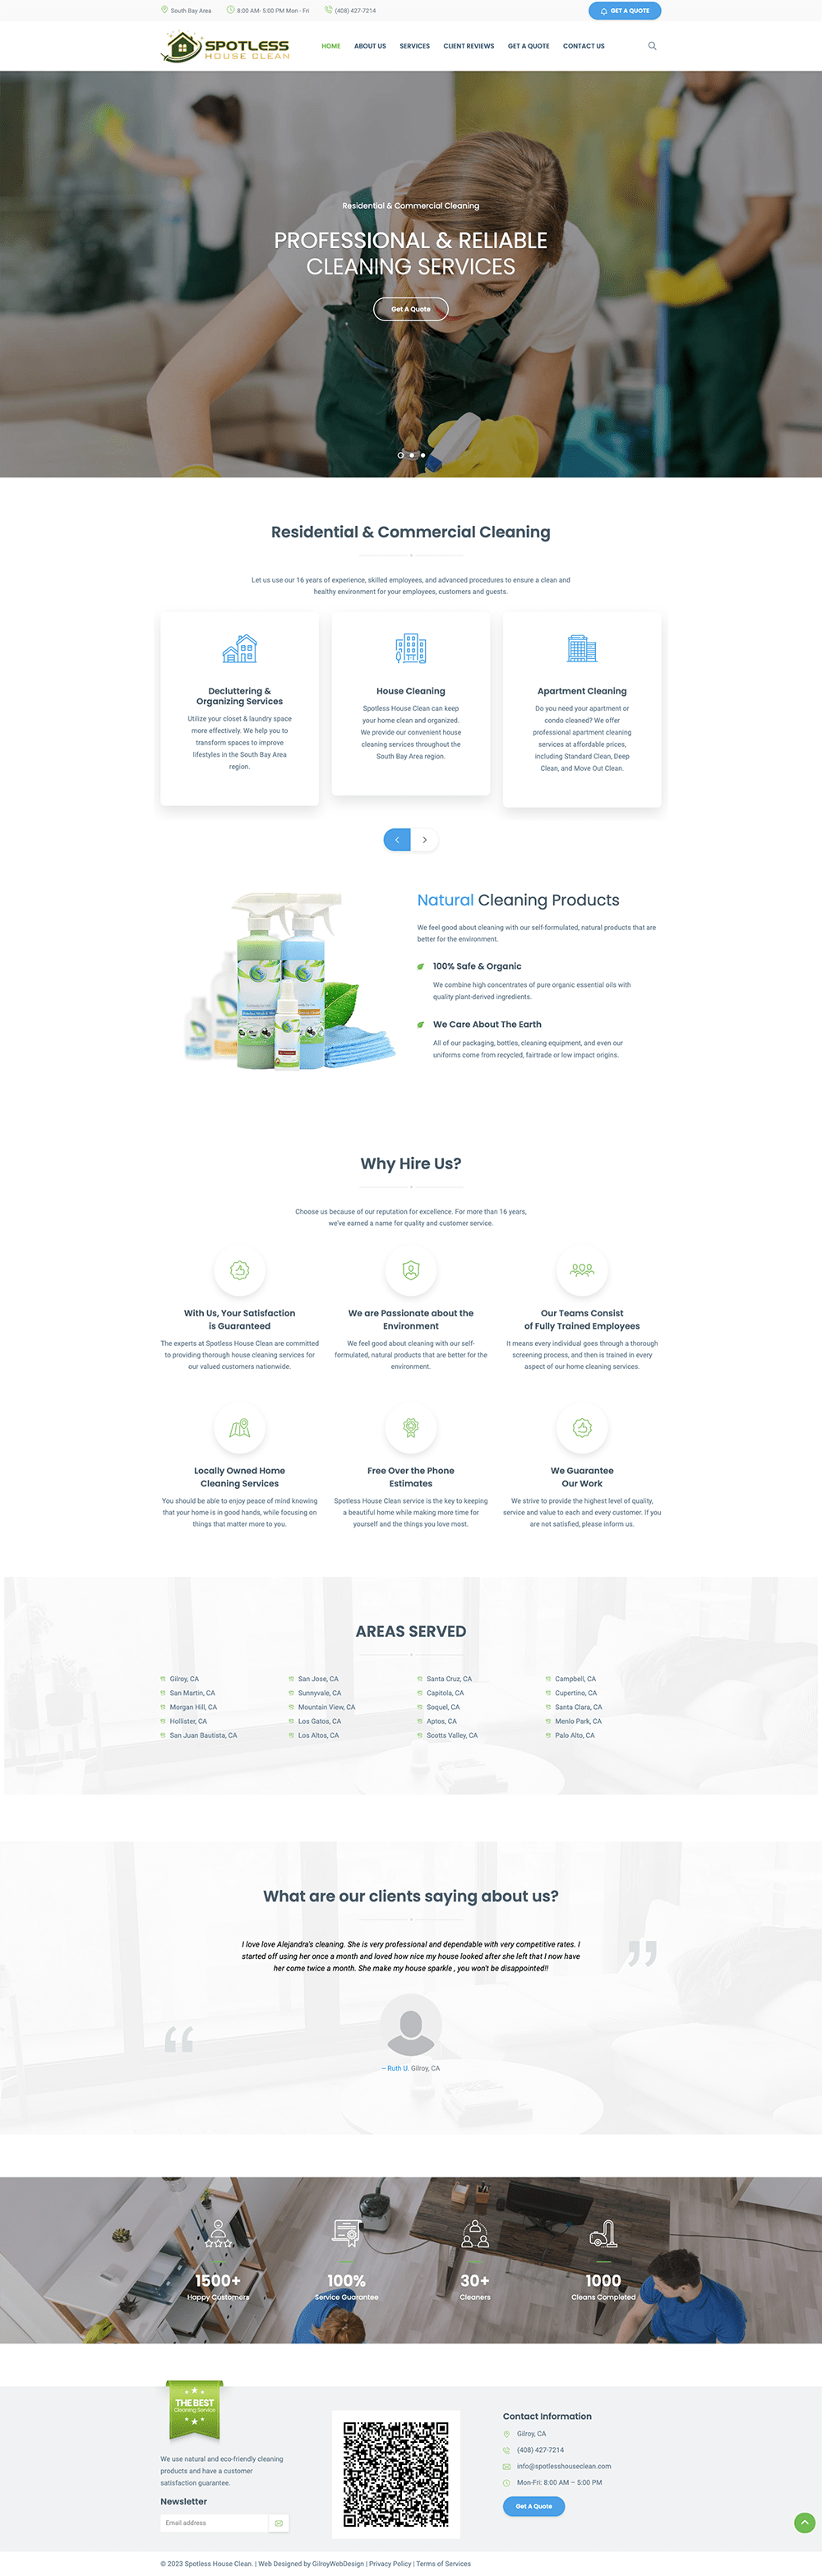 South Bay Area
8:00 AM- 5:00 PM Mon - Fri
(408) 427-7214
GET A QUOTE
SPOTLESS
HOUSE CLEAN
HOME
ABOUT US
SERVICES
CLIENT REVIEWS
GET A QUOTE
CONTACT US
Residential & Commercial Cleaning
PROFESSIONAL & RELIABLE
CLEANING SERVICES
Get A Quote
Residential & Commercial Cleaning
Let us use our 16 years of experience, skilled employees, and advanced procedures to ensure a clean and
healthy environment for your employees, customers and guests.
Decluttering &
Organizing Services
Utilize your closet & laundry space
more effectively. We help you to
transform spaces to improve
lifestyles in the South Bay Area
region.
House Cleaning
Spotless House Clean can keep
your home clean and organized.
We provide our convenient house
cleaning services throughout the
South Bay Area region.
Apartment Cleaning
Do you need your apartment or
condo cleaned? We offer
professional apartment cleaning
services at affordable prices,
including Standard Clean, Deep
Clean, and Move Out Clean.
Natural Cleaning Products
We feel good about cleaning with our self-formulated, natural products that are
better for the environment.
100% Safe & Organic
We combine high concentrates of pure organic essential oils with
quality plant-derived ingredients.
We Care About The Earth
All of our packaging, bottles, cleaning equipment, and even our
uniforms come from recycled, fairtrade or low impact origins.
Why Hire Us?
Choose us because of our reputation for excellence. For more than 16 years,
we've earned a name for quality and customer service.
With Us, Your Satisfaction
is Guaranteed
The experts at Spotless House Clean are committed
to providing thorough house cleaning services for
our valued customers nationwide.
We are Passionate about the
Environment
We feel good about cleaning with our self-
formulated, natural products that are better for the
environment.
Our Teams Consist
of Fully Trained Employees
It means every individual goes through a thorough
screening process, and then is trained in every
aspect of our home cleaning services.
Locally Owned Home
Cleaning Services
You should be able to enjoy peace of mind knowing
that your home is in good hands, while focusing on
things that matter more to you.
Free Over the Phone
Estimates
Spotless House Clean service is the key to keeping
a beautiful home while making more time for
yourself and the things you love most.
We Guarantee
Our Work
We strive to provide the highest level of quality,
service and value to each and every customer. If you
are not satisfied, please inform us.
AREAS SERVED
Gilroy, CA
San Martin, CA
Morgan Hill, CA
Hollister, CA
San Juan Bautista, CA
San Jose, CA
Sunnyvale, CA
Mountain View, CA
Los Gatos, CA
Los Altos, CA
Santa Cruz, CA
Capitola, CA
Soquel, CA
Aptos, CA
Scotts Valley, CA
Campbell, CA
Cupertino, CA
Santa Clara, CA
Menlo Park, CA
Palo Alto, CA
What are our clients saying about us?
I love love Alejandra's cleaning. She is very professional and dependable with very competitive rates. I
started off using her once a month and loved how nice my house looked after she left that I now have
her come twice a month. She make my house sparkle , you won't be disappointed!!
– Ruth U. Gilroy, CA
1500+
Happy Customers
100%
Service Guarantee
30+
Cleaners
1000
Cleans Completed
THE BEST
Cleaning Service
We use natural and eco-friendly cleaning
products and have a customer
satisfaction guarantee.
Newsletter
Email address
Contact Information
Gilroy, CA
(408) 427-7214
info@spotlesshouseclean.com
Mon-Fri: 8:00 AM – 5:00 PM
Get A Quote
© 2023 Spotless House Clean. | Web Designed by GilroyWebDesign | Privacy Policy | Terms of Services